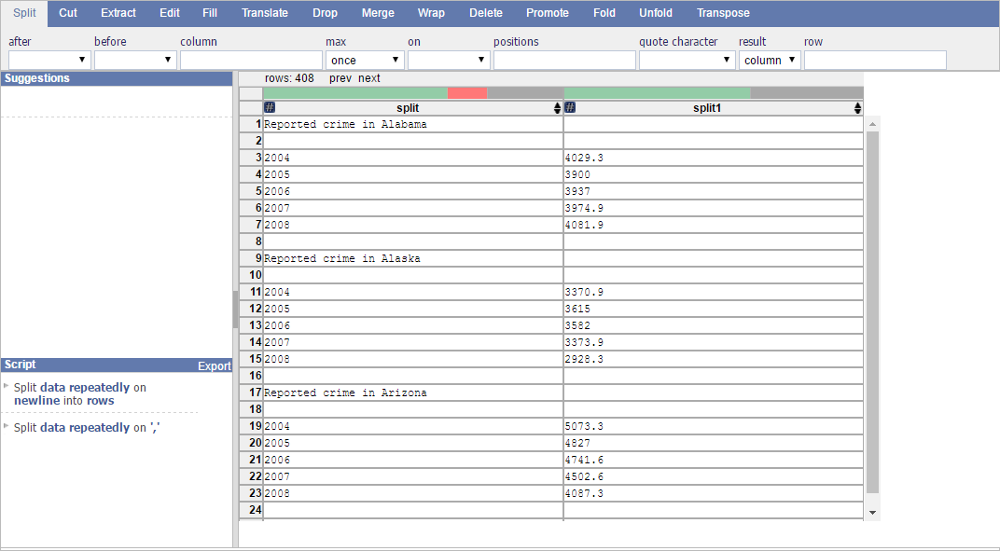 Split Cut Extract Edit Fill Translate Drop Merge Wrap Delete Promote Fold Unfold Transpose
after before column max on positions quote character result row
once column
Suggestions
rows: 408 prev next
# split # split1
1 Reported crime in Alabama
2
3 2004 4029.3
4 2005 3900
5 2006 3937
6 2007 3974.9
7 2008 4081.9
8
9 Reported crime in Alaska
10
11 2004 3370.9
12 2005 3615
13 2006 3582
14 2007 3373.9
15 2008 2928.3
16
17 Reported crime in Arizona
18
19 2004 5073.3
20 2005 4827
21 2006 4741.6
22 2007 4502.6
23 2008 4087.3
24
Script Export
Split data repeatedly on
newline into rows
Split data repeatedly on ','